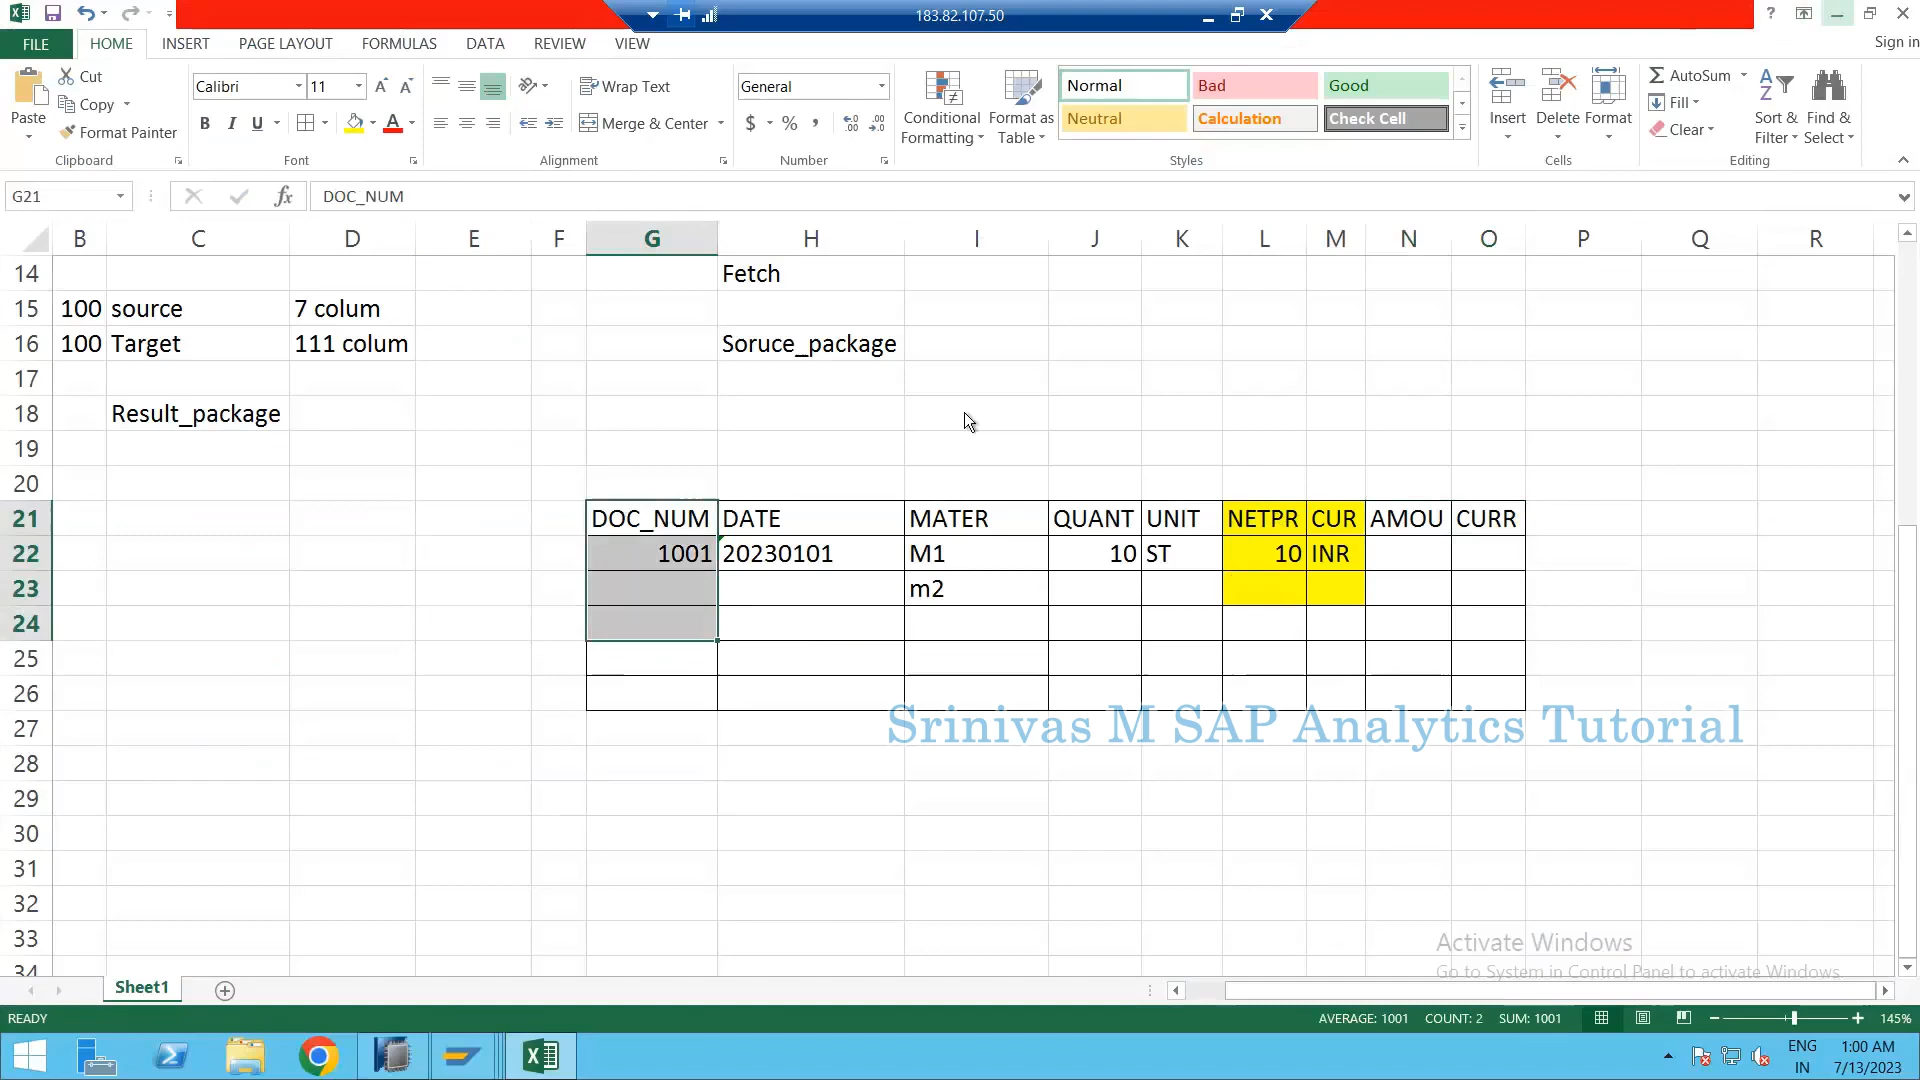 183.82.107.50
FILE HOME INSERT PAGE LAYOUT FORMULAS DATA REVIEW VIEW
Sign in
Paste
Cut
Copy
Format Painter
Clipboard
Calibri 11
B I U A
Font
Wrap Text
Merge & Center
Alignment
General
$ % ,
Number
Conditional Formatting
Format as Table
Normal Bad Good
Neutral Calculation Check Cell
Styles
Insert Delete Format
Cells
AutoSum
Fill
Clear
Sort & Filter
Find & Select
Editing
G21 fx DOC_NUM
B C D E F G H I J K L M N O P Q R
14 Fetch
15 100 source 7 colum
16 100 Target 111 colum Soruce_package
17
18 Result_package
19
20
21 DOC_NUM DATE MATER QUANT UNIT NETPR CUR AMOU CURR
22 1001 20230101 M1 10 ST 10 INR
23 m2
24
25
26
27
28
29
30
31
32
33
34
Srinivas M SAP Analytics Tutorial
Activate Windows
Go to System in Control Panel to activate Windows.
Sheet1
READY AVERAGE: 1001 COUNT: 2 SUM: 1001 145%
ENG 1:00 AM
IN 7/13/2023